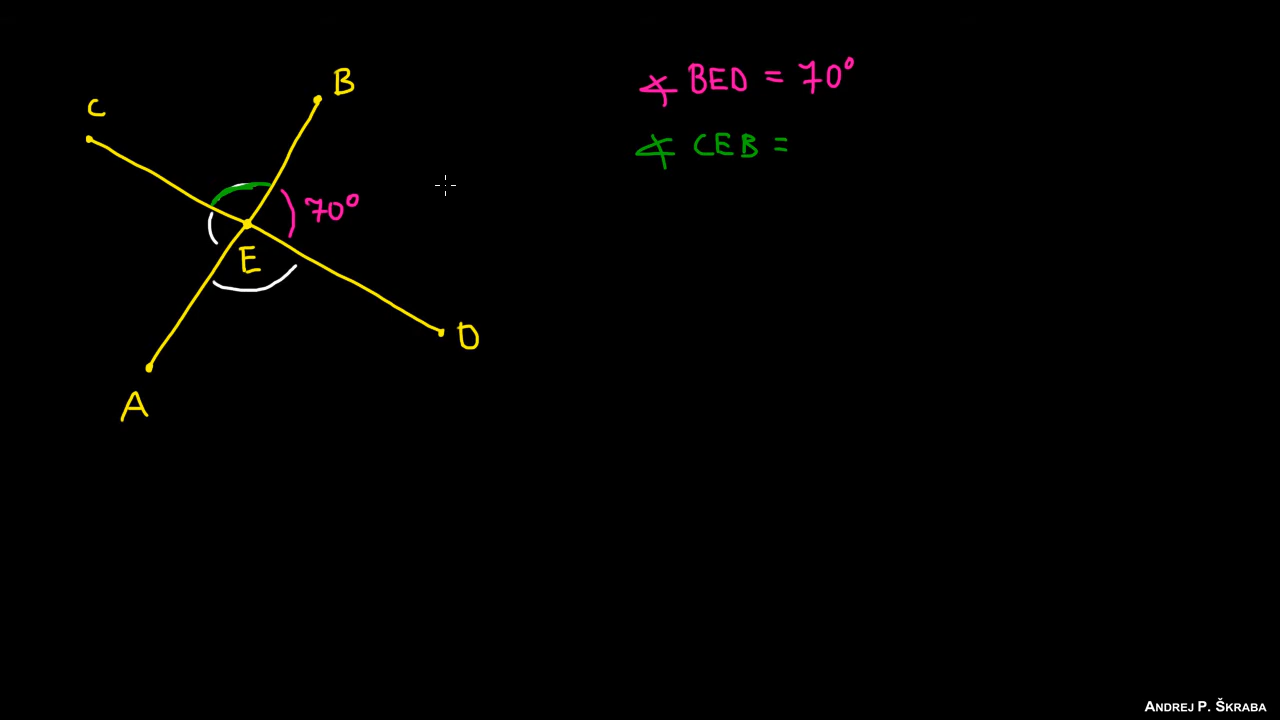 B
C
∡ BED = 70°
∡ CEB =
70°
E
D
A
ANDREJ P. ŠKRABA